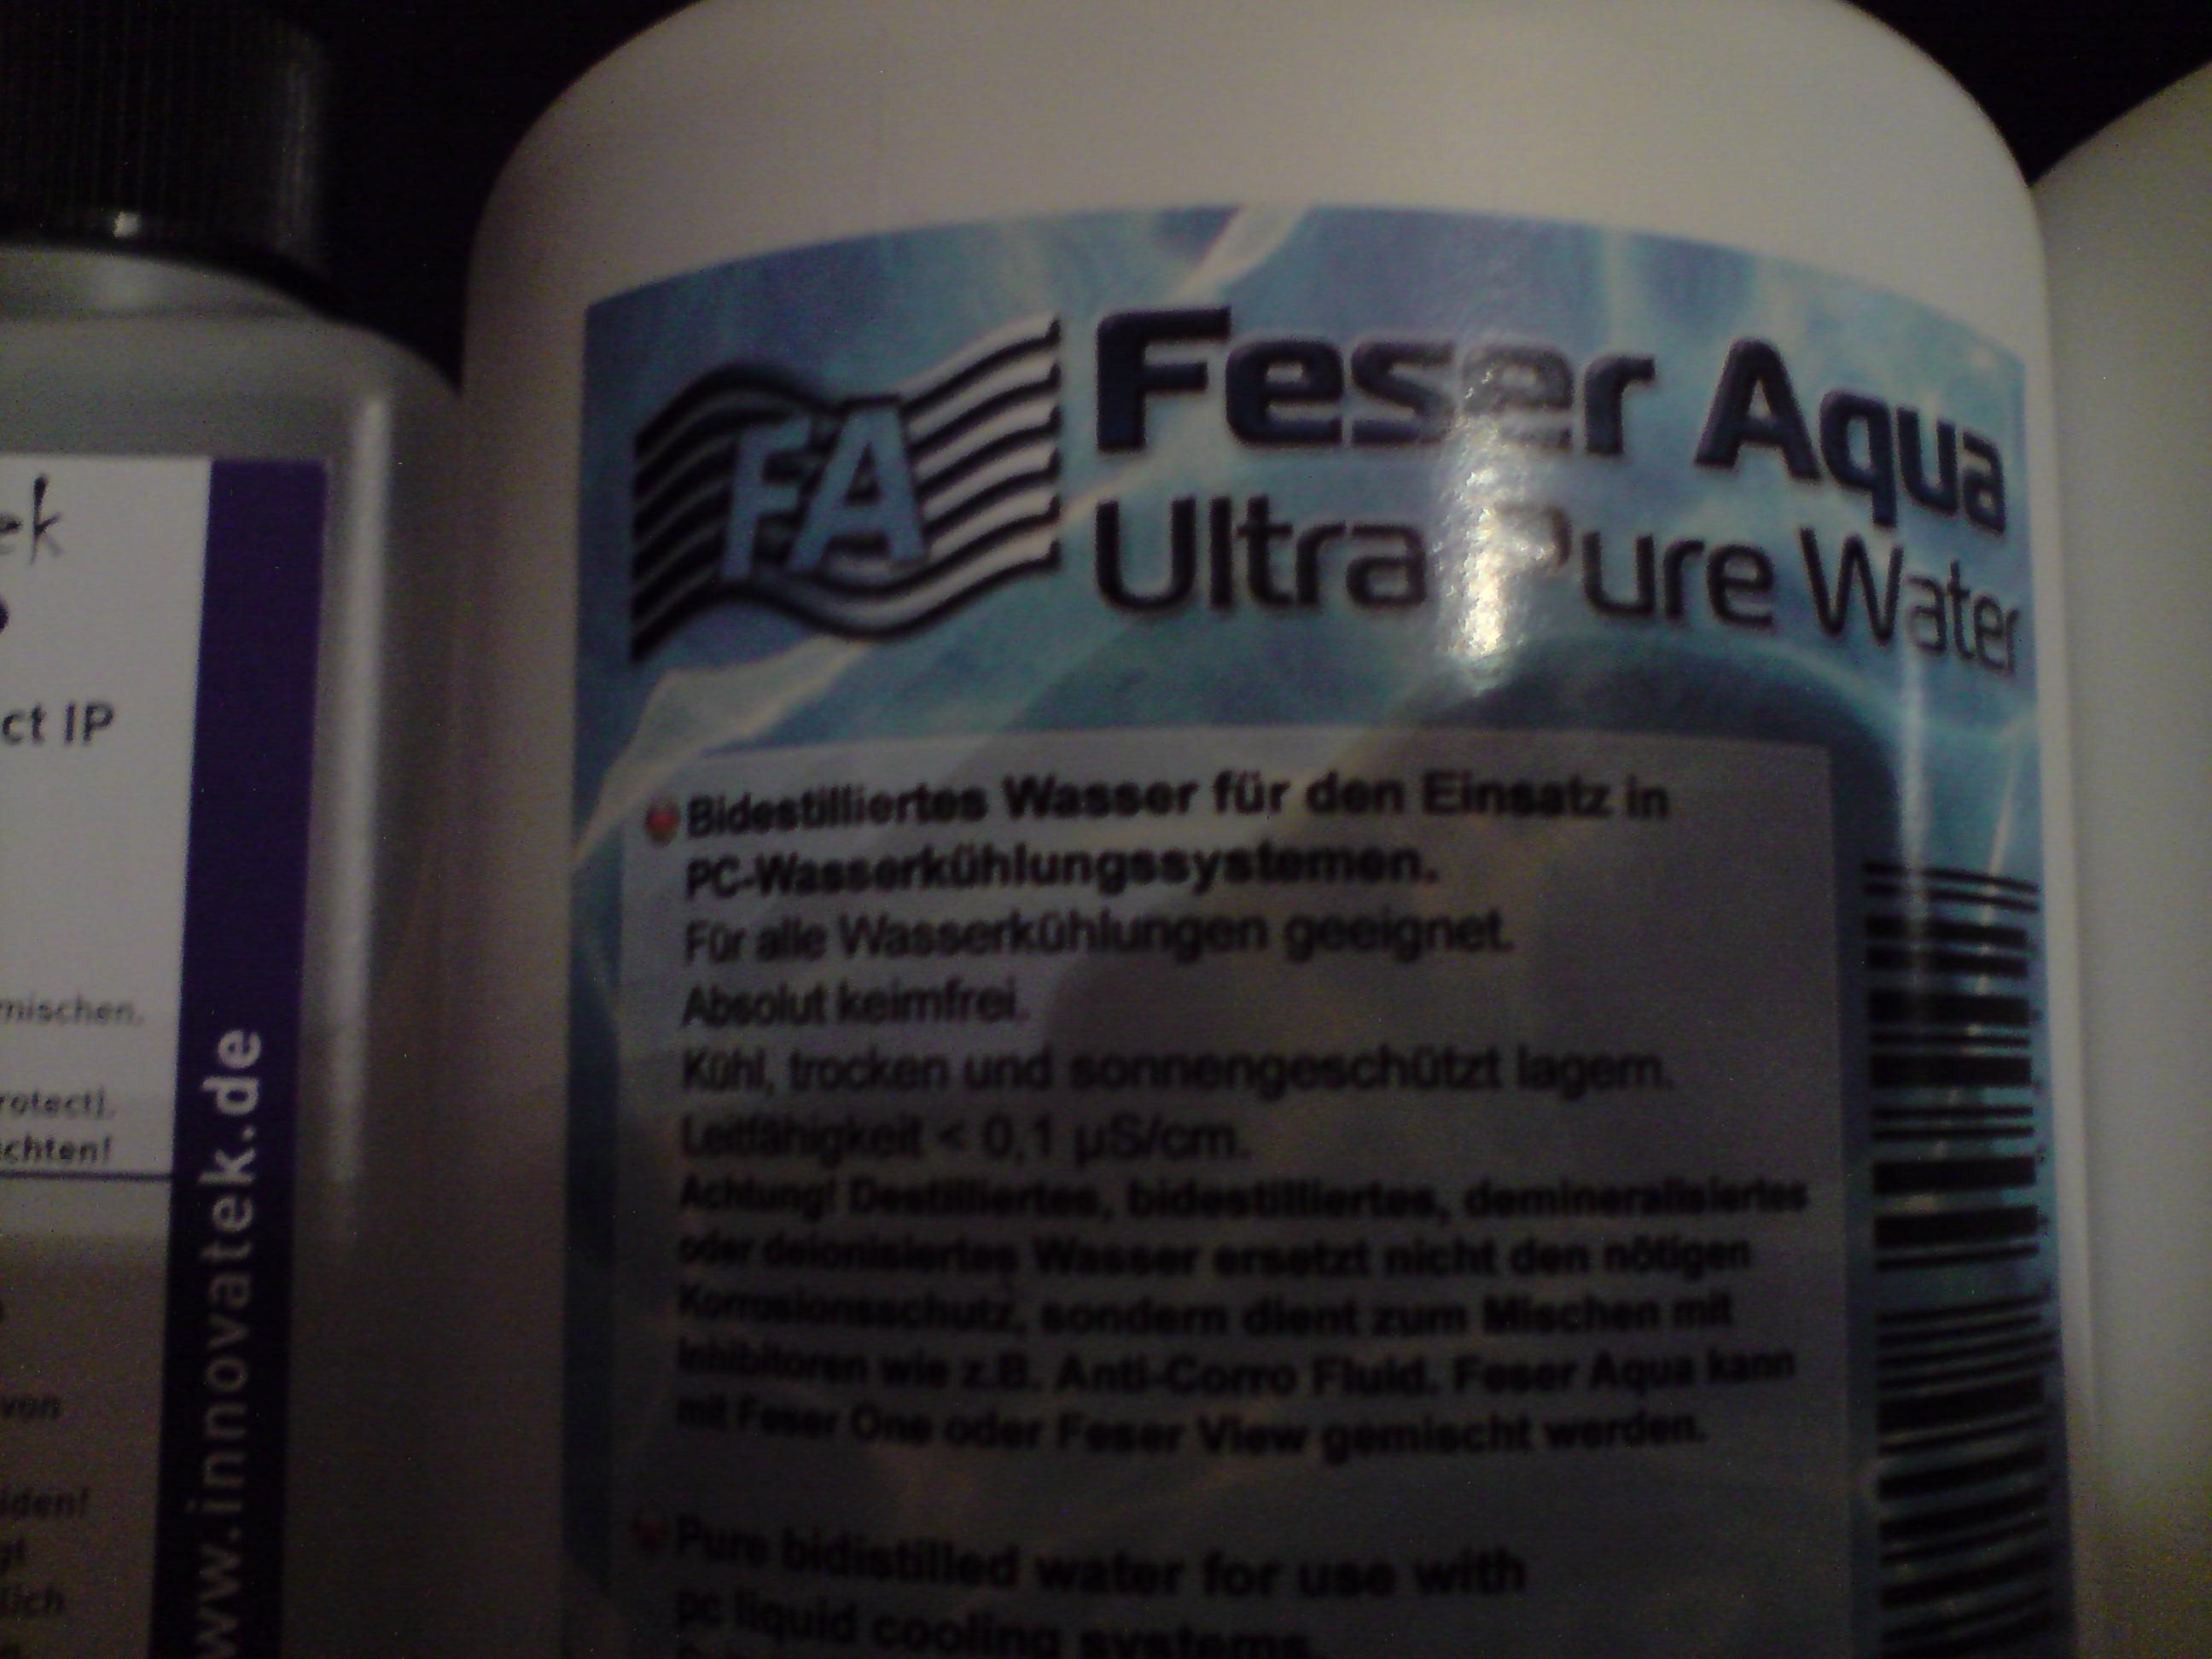 ek
ct IP
mischen.
rotect).
chten!
von
iden!
lich
www.innovatek.de
FA
Feser Aqua
Ultra Pure Water
Bidestilliertes Wasser für den Einsatz in
PC-Wasserkühlungssystemen.
Für alle Wasserkühlungen geeignet.
Absolut keimfrei.
Kühl, trocken und sonnengeschützt lagern.
Leitfähigkeit < 0,1 µS/cm.
Achtung! Destilliertes, bidestilliertes, demineralisiertes
oder deionisiertes Wasser ersetzt nicht den nötigen
Korrosionsschutz, sondern dient zum Mischen mit
Inhibitoren wie z.B. Anti-Corro Fluid. Feser Aqua kann
mit Feser One oder Feser View gemischt werden.
Pure bidistilled water for use with
pc liquid cooling systems.